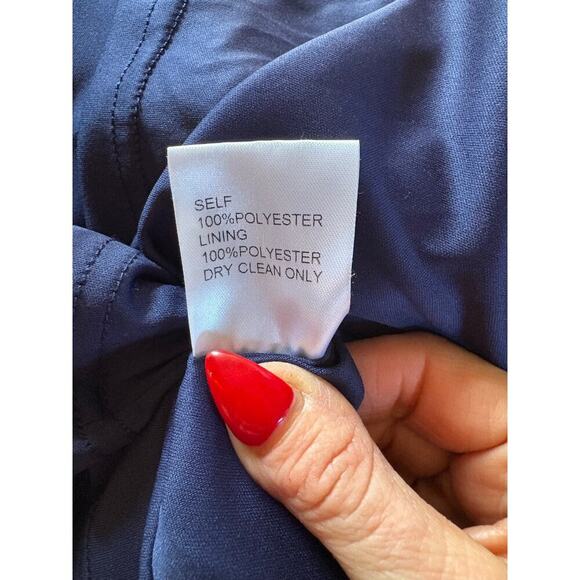 SELF
100%POLYESTER
LINING
100%POLYESTER
DRY CLEAN ONLY